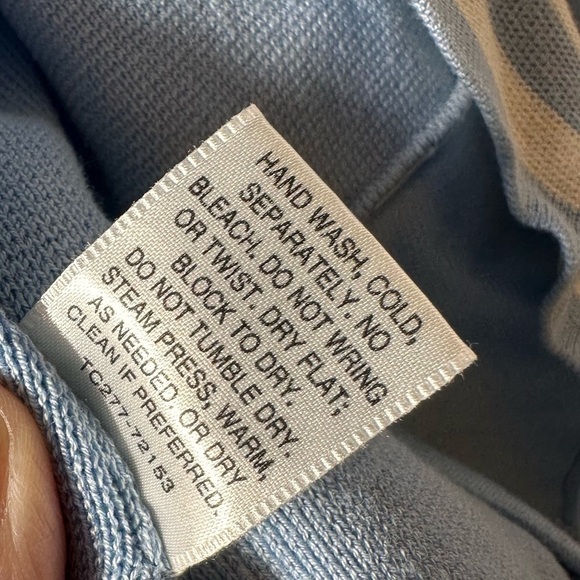 HAND WASH, COLD,
SEPARATELY. NO
BLEACH. DO NOT WRING
OR TWIST. DRY FLAT;
BLOCK TO DRY.
DO NOT TUMBLE DRY.
STEAM PRESS, WARM,
AS NEEDED. OR DRY
CLEAN IF PREFERRED.
TC277-72153